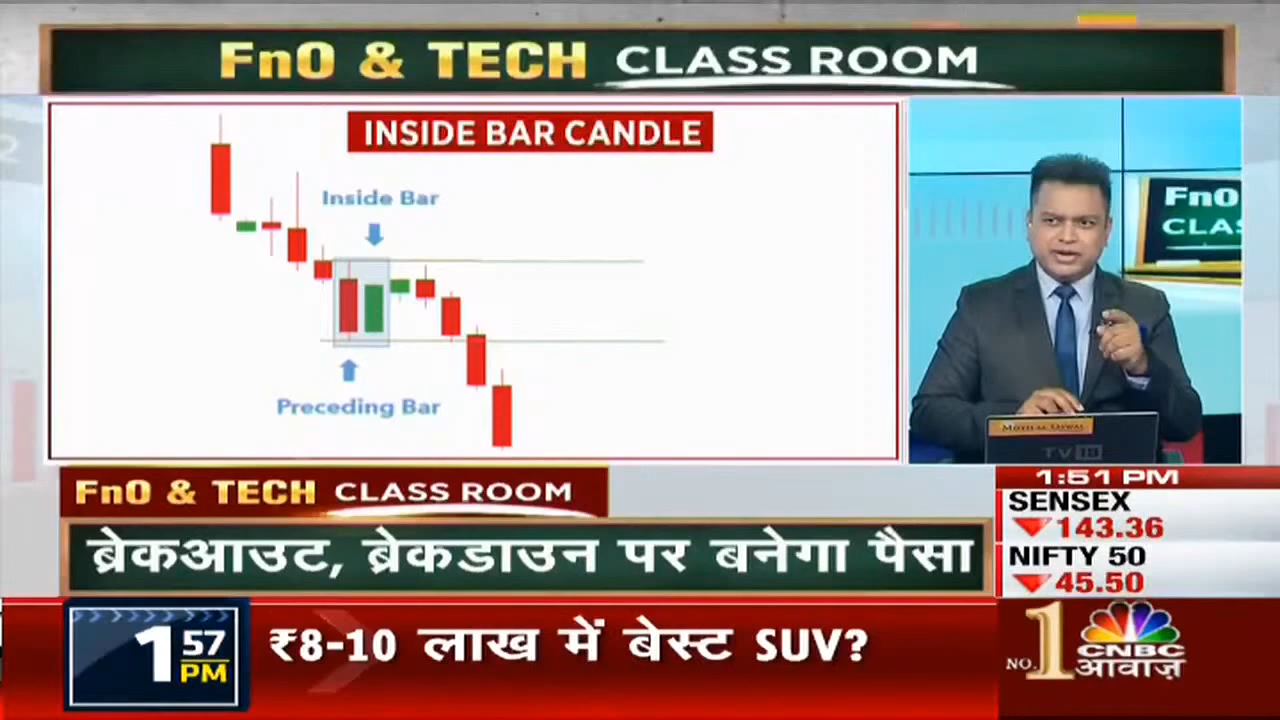 FnO & TECH CLASS ROOM
INSIDE BAR CANDLE
Inside Bar
Preceding Bar
FnO
CLAS
MOTILAL OSWAL
TV18
FnO & TECH CLASS ROOM
ब्रेकआउट, ब्रेकडाउन पर बनेगा पैसा
1:51 PM
SENSEX
143.36
NIFTY 50
45.50
1 57 PM
₹8-10 लाख में बेस्ट SUV?
NO. 1 CNBC आवाज़